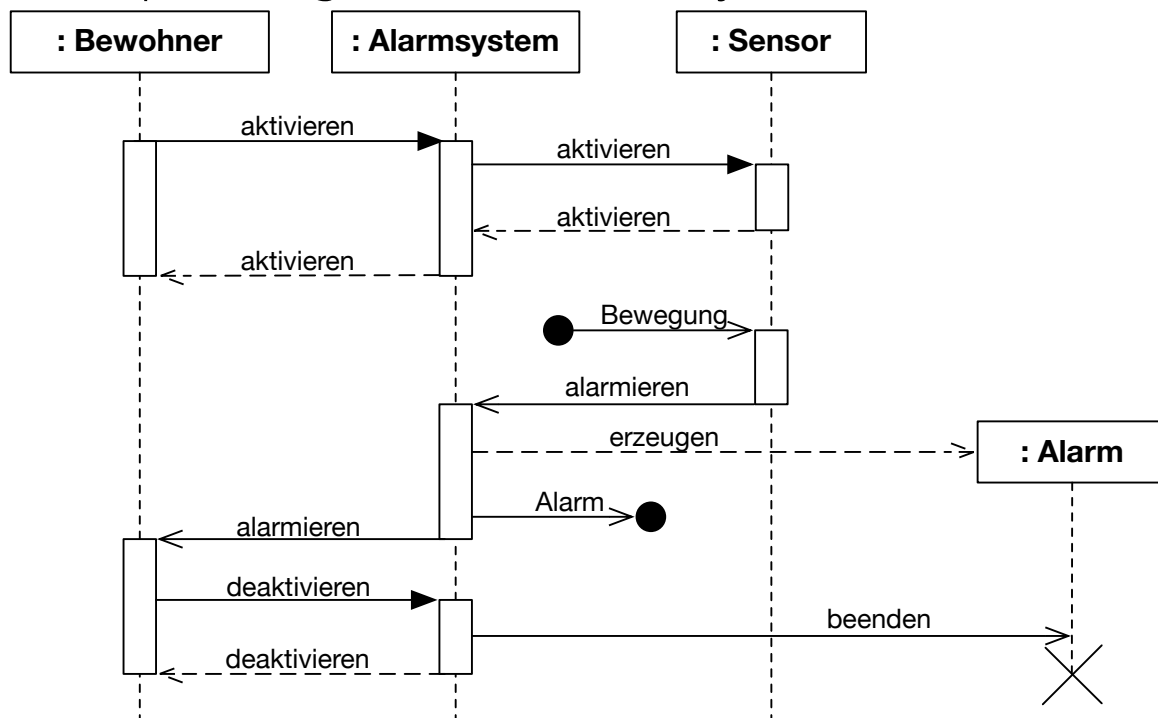 : Bewohner
: Alarmsystem
: Sensor
aktivieren
aktivieren
aktivieren
aktivieren
Bewegung
alarmieren
erzeugen
: Alarm
Alarm
alarmieren
deaktivieren
beenden
deaktivieren